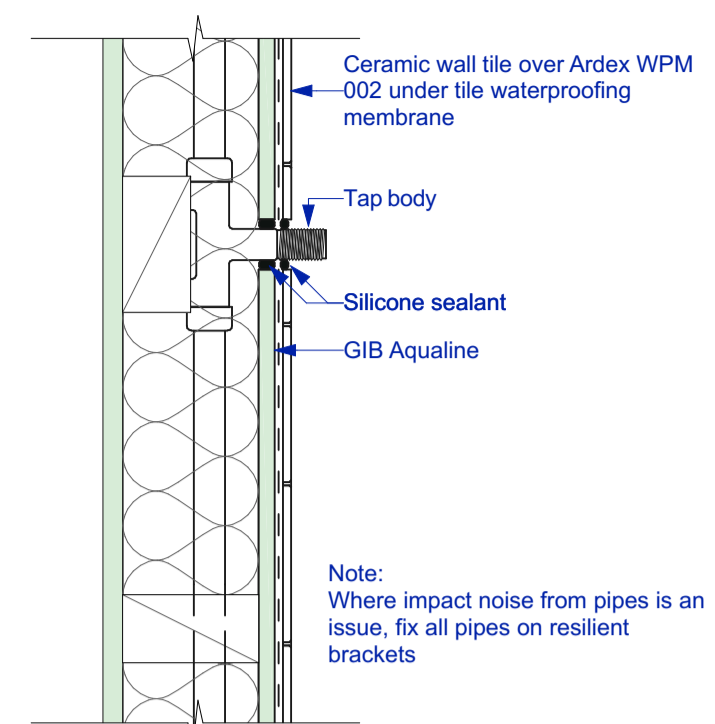 Ceramic wall tile over Ardex WPM
002 under tile waterproofing
membrane
Tap body
Silicone sealant
GIB Aqualine
Note:
Where impact noise from pipes is an
issue, fix all pipes on resilient
brackets